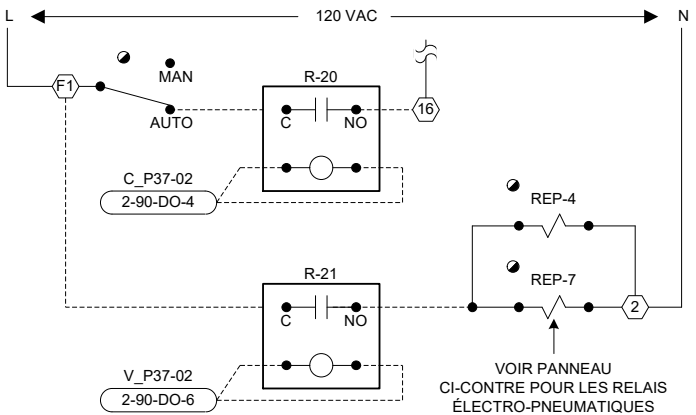 L
120 VAC
N
MAN
F1
AUTO
R-20
C
NO
16
C_P37-02
2-90-DO-4
REP-4
R-21
REP-7
C
NO
2
V_P37-02
2-90-DO-6
VOIR PANNEAU
CI-CONTRE POUR LES RELAIS
ÉLECTRO-PNEUMATIQUES